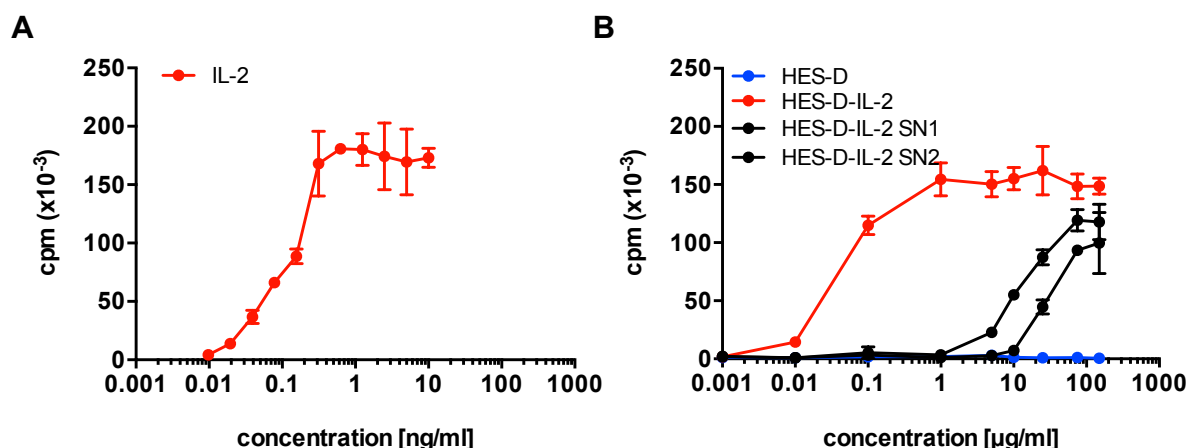 A
IL-2
250
200
150
100
50
0
cpm (x10-3)
0.001 0.01 0.1 1 10 100 1000
concentration [ng/ml]
B
HES-D
HES-D-IL-2
HES-D-IL-2 SN1
HES-D-IL-2 SN2
250
200
150
100
50
0
cpm (x10-3)
0.001 0.01 0.1 1 10 100 1000
concentration [µg/ml]